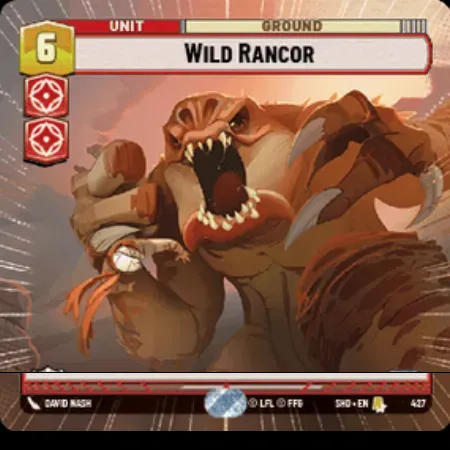 UNIT
GROUND
6
WILD RANCOR
DAVID NASH
© LFL © FFG
SHD • EN
427